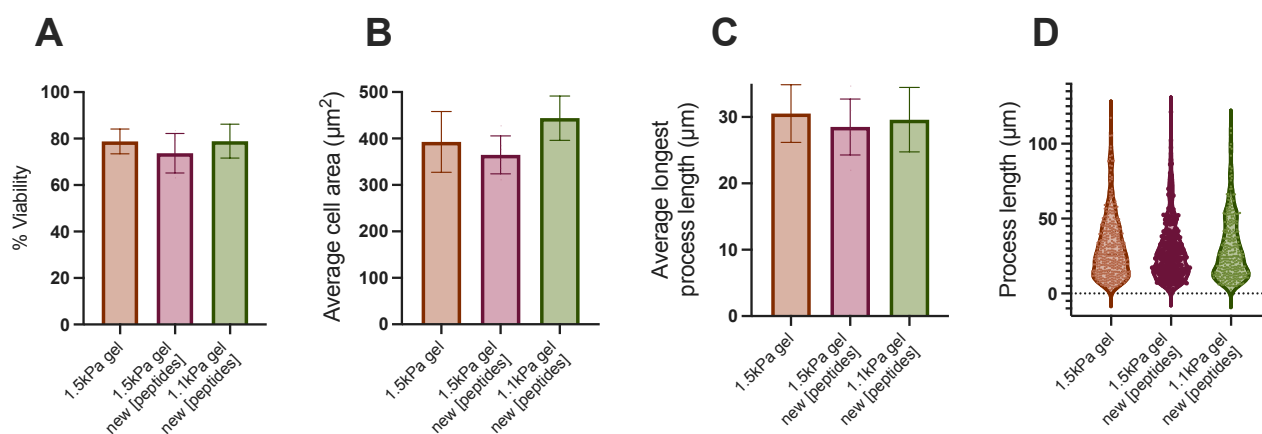 A
% Viability
100
80
60
40
20
0
1.5kPa gel
1.5kPa gel
new [peptides]
1.1kPa gel
new [peptides]
B
Average cell area (μm²)
500
400
300
200
100
0
1.5kPa gel
1.5kPa gel
new [peptides]
1.1kPa gel
new [peptides]
C
Average longest
process length (μm)
30
20
10
0
1.5kPa gel
1.5kPa gel
new [peptides]
1.1kPa gel
new [peptides]
D
Process length (μm)
100
50
0
1.5kPa gel
1.5kPa gel
new [peptides]
1.1kPa gel
new [peptides]